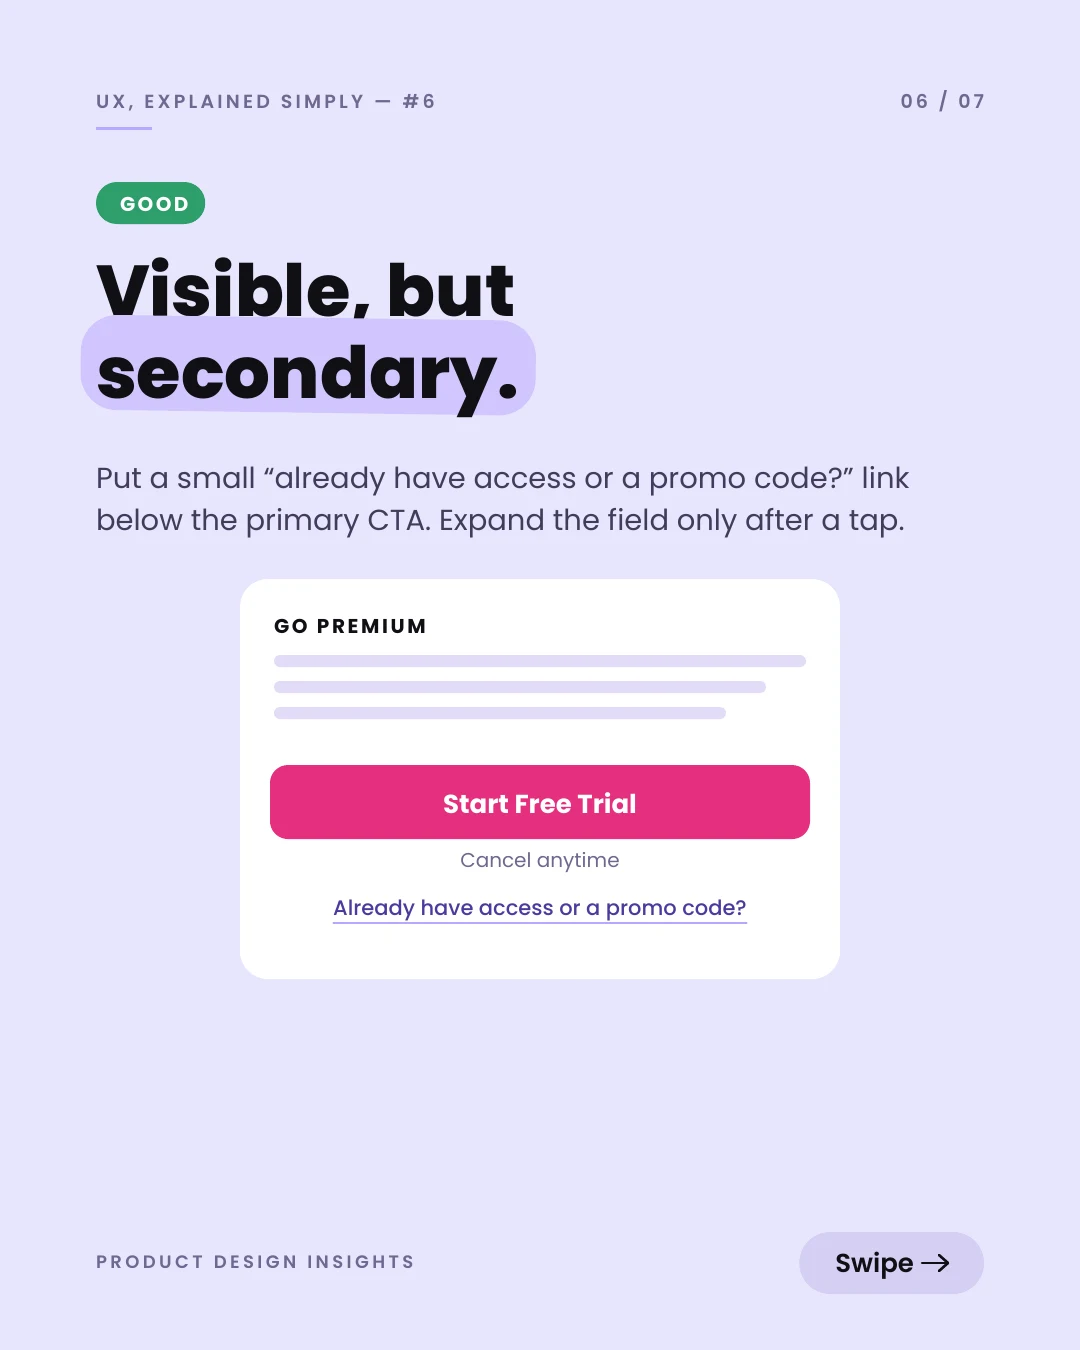 UX, EXPLAINED SIMPLY — #6
06 / 07
GOOD
Visible, but
secondary.
Put a small “already have access or a promo code?” link
below the primary CTA. Expand the field only after a tap.
GO PREMIUM
Start Free Trial
Cancel anytime
Already have access or a promo code?
PRODUCT DESIGN INSIGHTS
Swipe →